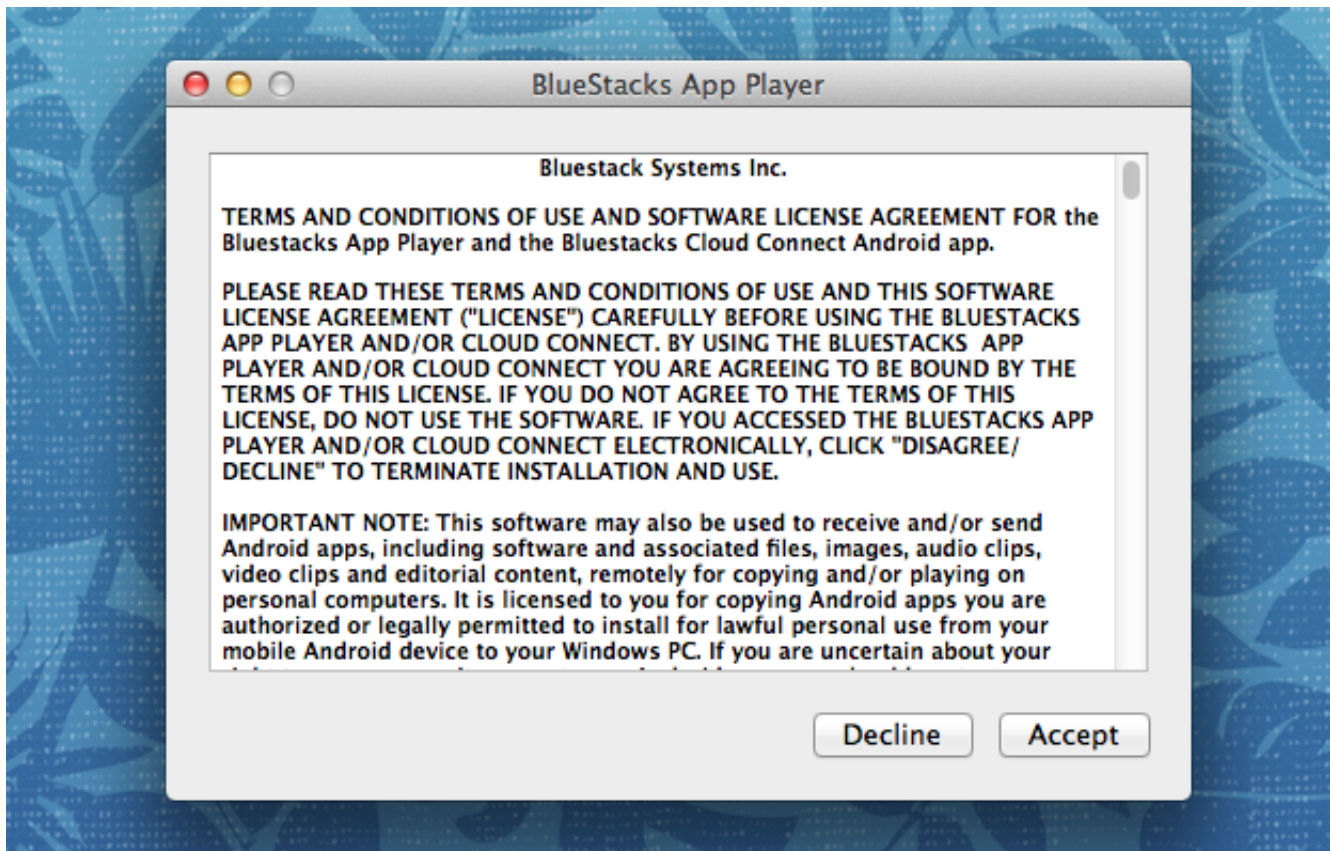 BlueStacks App Player
Bluestack Systems Inc.
TERMS AND CONDITIONS OF USE AND SOFTWARE LICENSE AGREEMENT FOR the
Bluestacks App Player and the Bluestacks Cloud Connect Android app.
PLEASE READ THESE TERMS AND CONDITIONS OF USE AND THIS SOFTWARE
LICENSE AGREEMENT ("LICENSE") CAREFULLY BEFORE USING THE BLUESTACKS
APP PLAYER AND/OR CLOUD CONNECT. BY USING THE BLUESTACKS  APP
PLAYER AND/OR CLOUD CONNECT YOU ARE AGREEING TO BE BOUND BY THE
TERMS OF THIS LICENSE. IF YOU DO NOT AGREE TO THE TERMS OF THIS
LICENSE, DO NOT USE THE SOFTWARE. IF YOU ACCESSED THE BLUESTACKS APP
PLAYER AND/OR CLOUD CONNECT ELECTRONICALLY, CLICK "DISAGREE/
DECLINE" TO TERMINATE INSTALLATION AND USE.
IMPORTANT NOTE: This software may also be used to receive and/or send
Android apps, including software and associated files, images, audio clips,
video clips and editorial content, remotely for copying and/or playing on
personal computers. It is licensed to you for copying Android apps you are
authorized or legally permitted to install for lawful personal use from your
mobile Android device to your Windows PC. If you are uncertain about your
Decline Accept